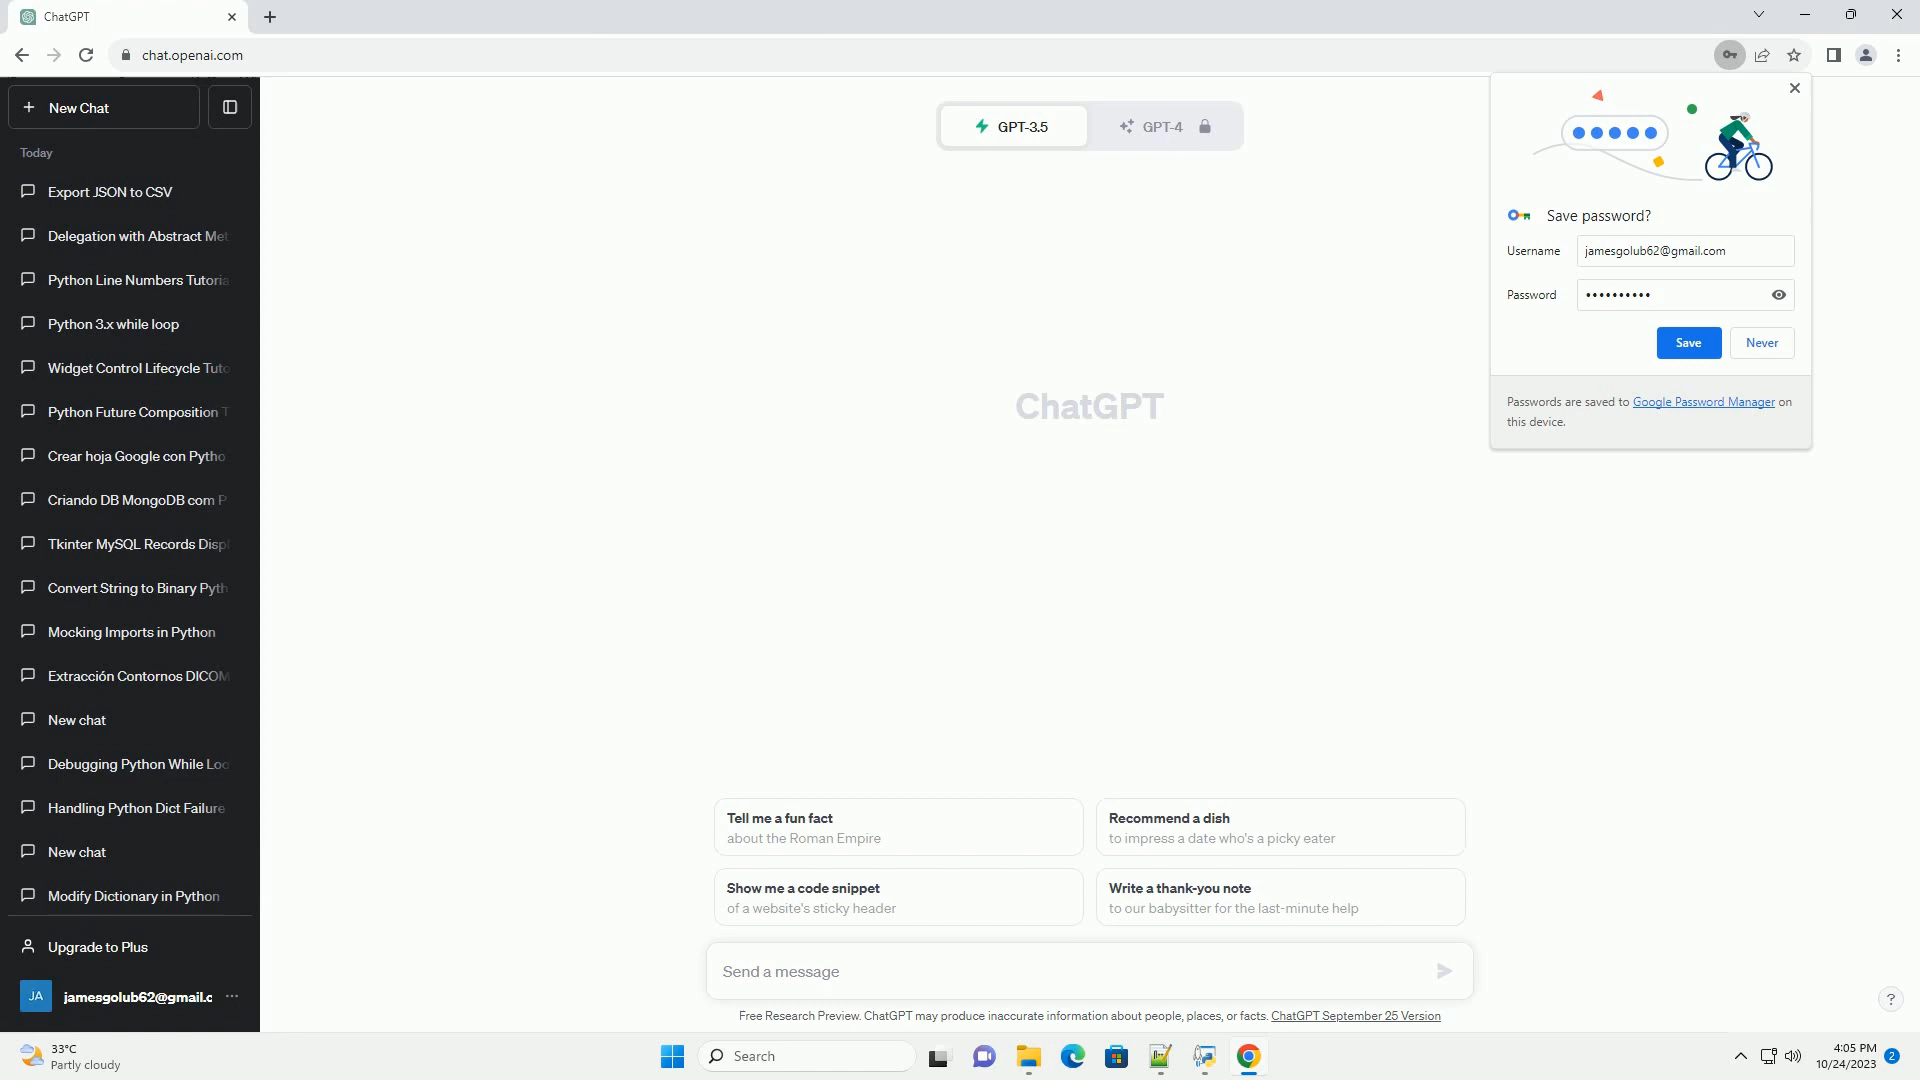 ChatGPT
chat.openai.com
New Chat
Today
Export JSON to CSV
Delegation with Abstract Met
Python Line Numbers Tutoria
Python 3.x while loop
Widget Control Lifecycle Tuto
Python Future Composition T
Crear hoja Google con Pytho
Criando DB MongoDB com P
Tkinter MySQL Records Disp
Convert String to Binary Pyth
Mocking Imports in Python
Extracción Contornos DICOM
New chat
Debugging Python While Loo
Handling Python Dict Failure
New chat
Modify Dictionary in Python
Upgrade to Plus
JA jamesgolub62@gmail.c
GPT-3.5 GPT-4
ChatGPT
Save password?
Username jamesgolub62@gmail.com
Password ••••••••••
Save Never
Passwords are saved to Google Password Manager on
this device.
Tell me a fun fact
about the Roman Empire
Recommend a dish
to impress a date who's a picky eater
Show me a code snippet
of a website's sticky header
Write a thank-you note
to our babysitter for the last-minute help
Send a message
Free Research Preview. ChatGPT may produce inaccurate information about people, places, or facts. ChatGPT September 25 Version
?
33°C
Partly cloudy
Search
4:05 PM
10/24/2023
2